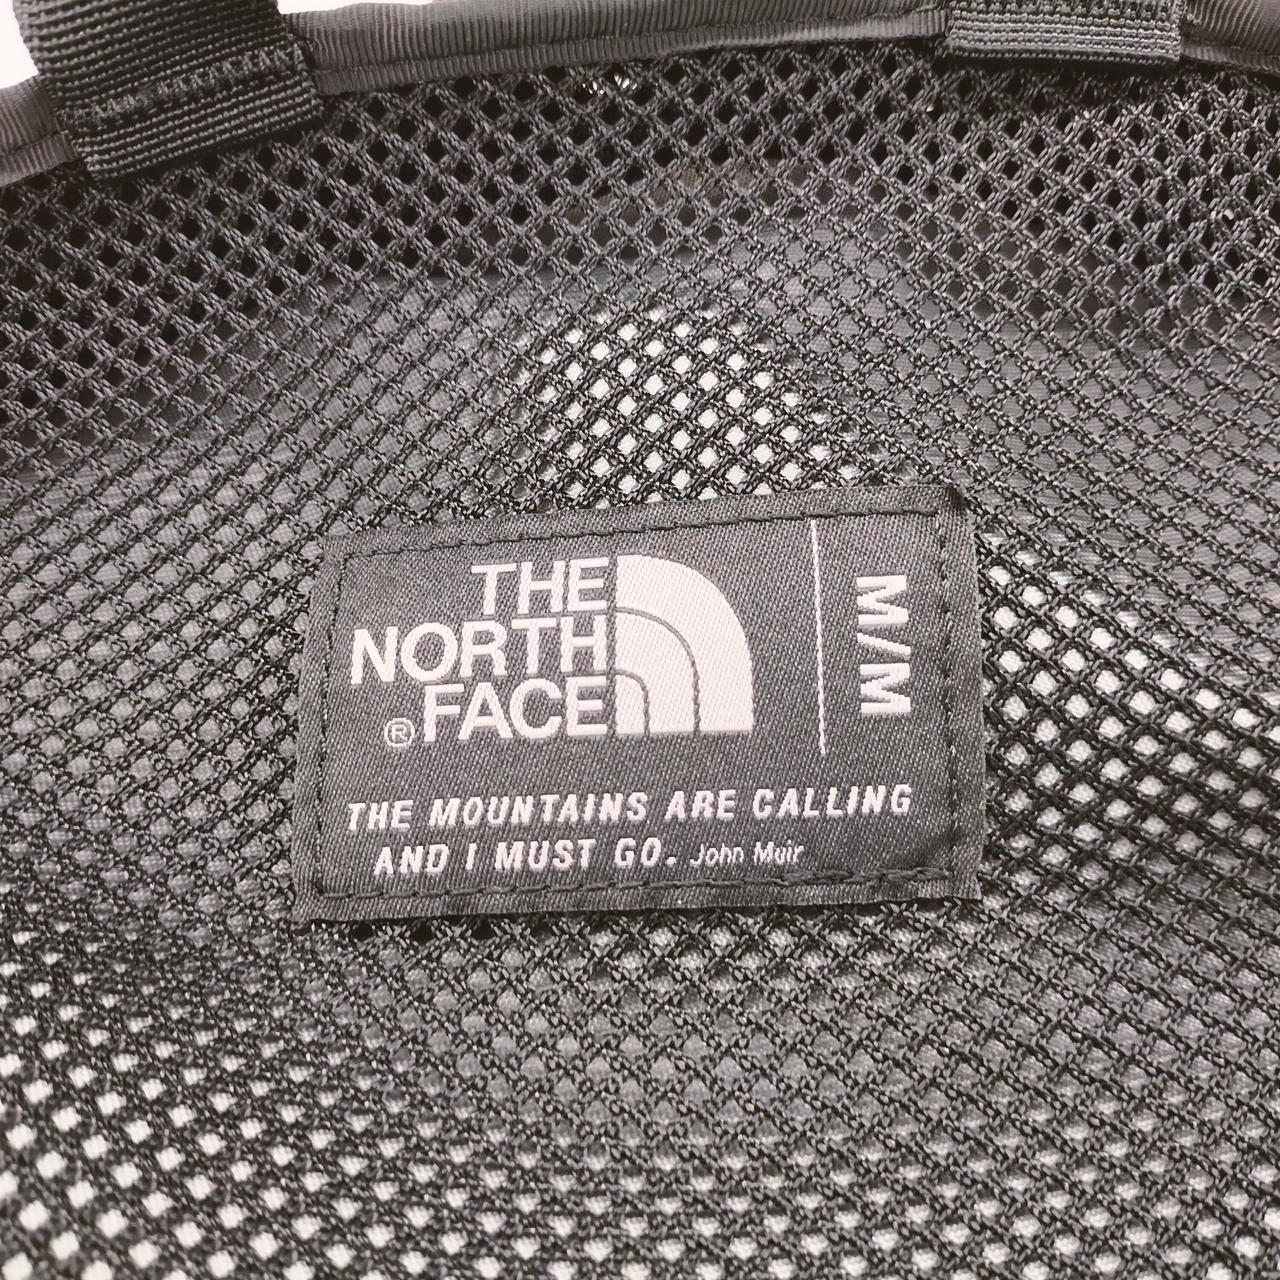 THE
NORTH
®FACE
M/M
THE MOUNTAINS ARE CALLING
AND I MUST GO. John Muir